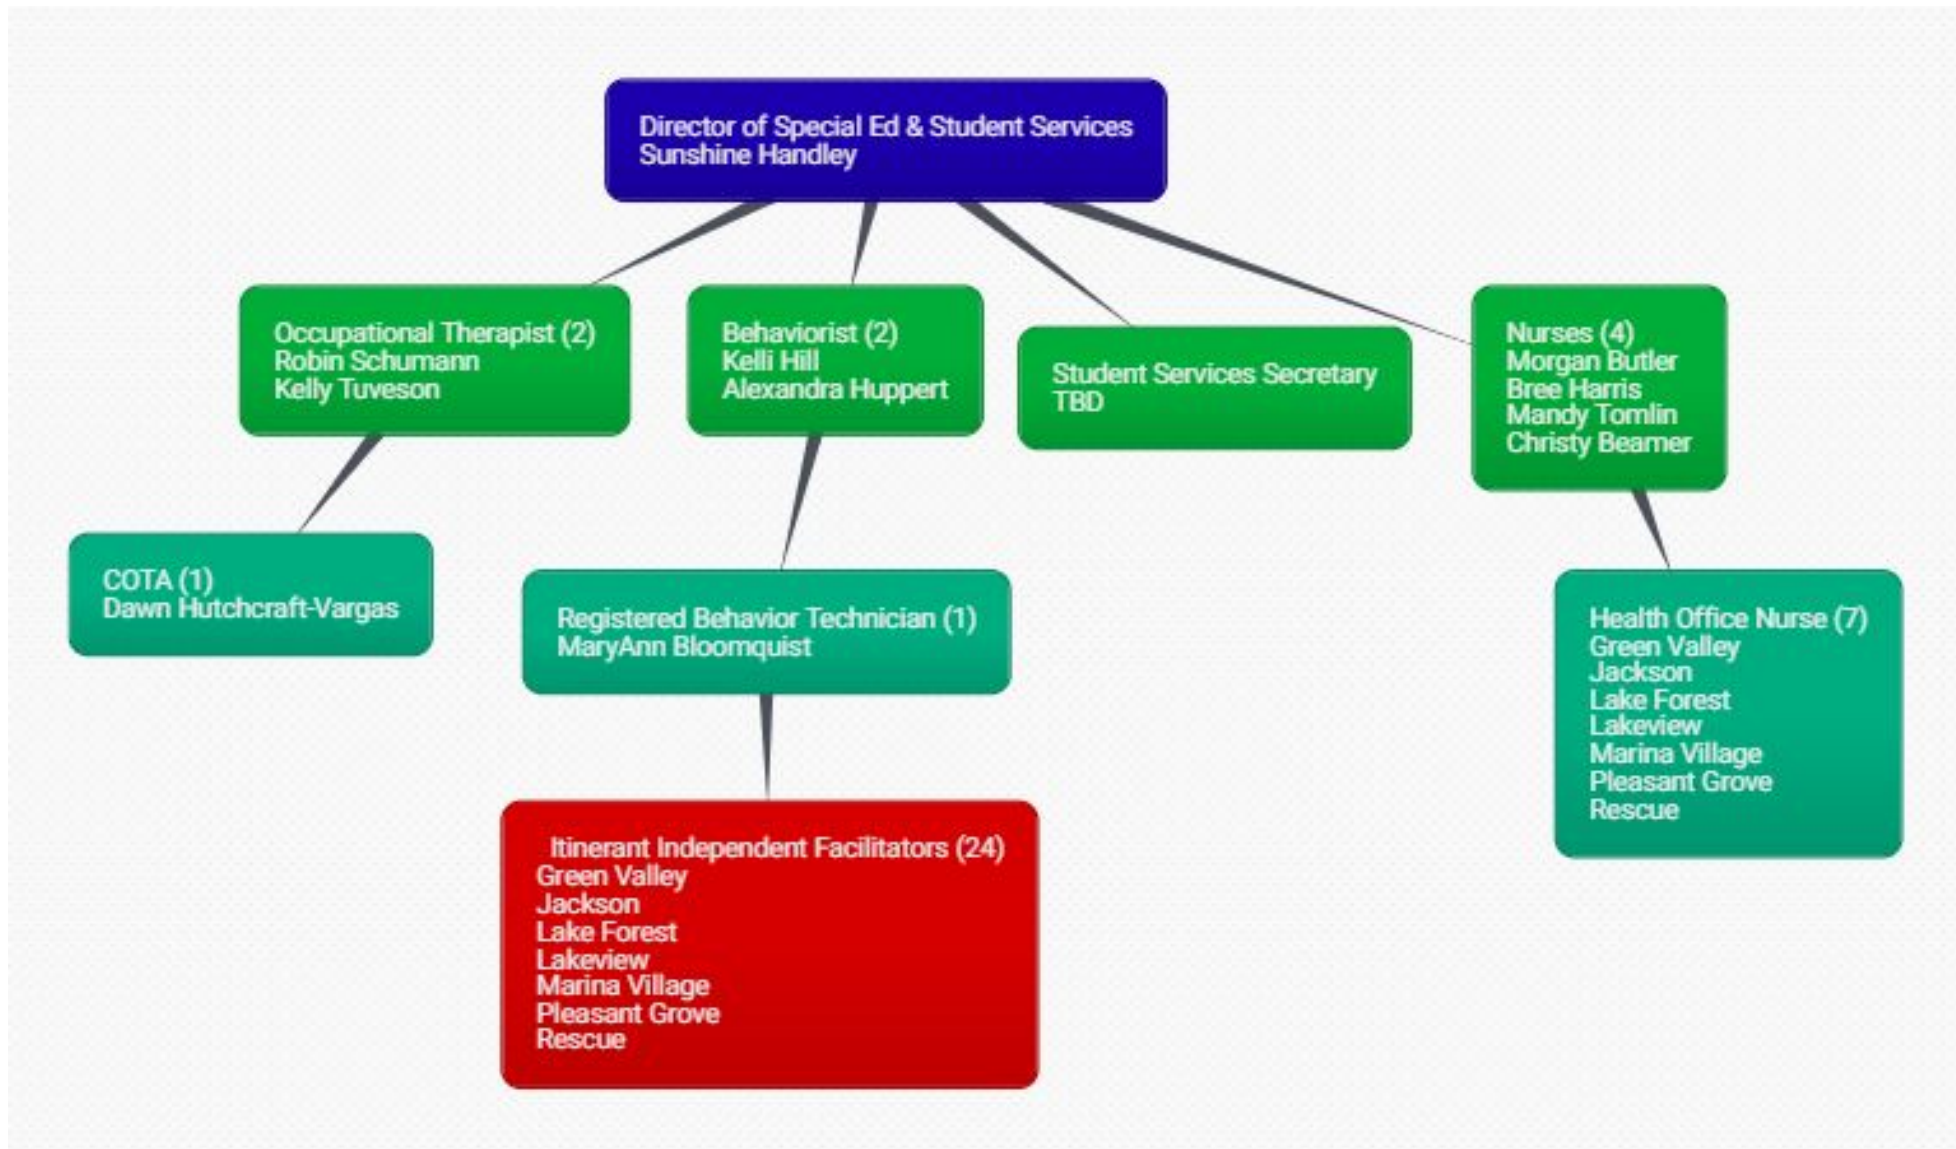 Director of Special Ed & Student Services
Sunshine Handley
Occupational Therapist (2)
Robin Schumann
Kelly Tuveson
Behaviorist (2)
Kelli Hill
Alexandra Huppert
Student Services Secretary
TBD
Nurses (4)
Morgan Butler
Bree Harris
Mandy Tomlin
Christy Beamer
COTA (1)
Dawn Hutchcraft-Vargas
Registered Behavior Technician (1)
MaryAnn Bloomquist
Health Office Nurse (7)
Green Valley
Jackson
Lake Forest
Lakeview
Marina Village
Pleasant Grove
Rescue
Itinerant Independent Facilitators (24)
Green Valley
Jackson
Lake Forest
Lakeview
Marina Village
Pleasant Grove
Rescue